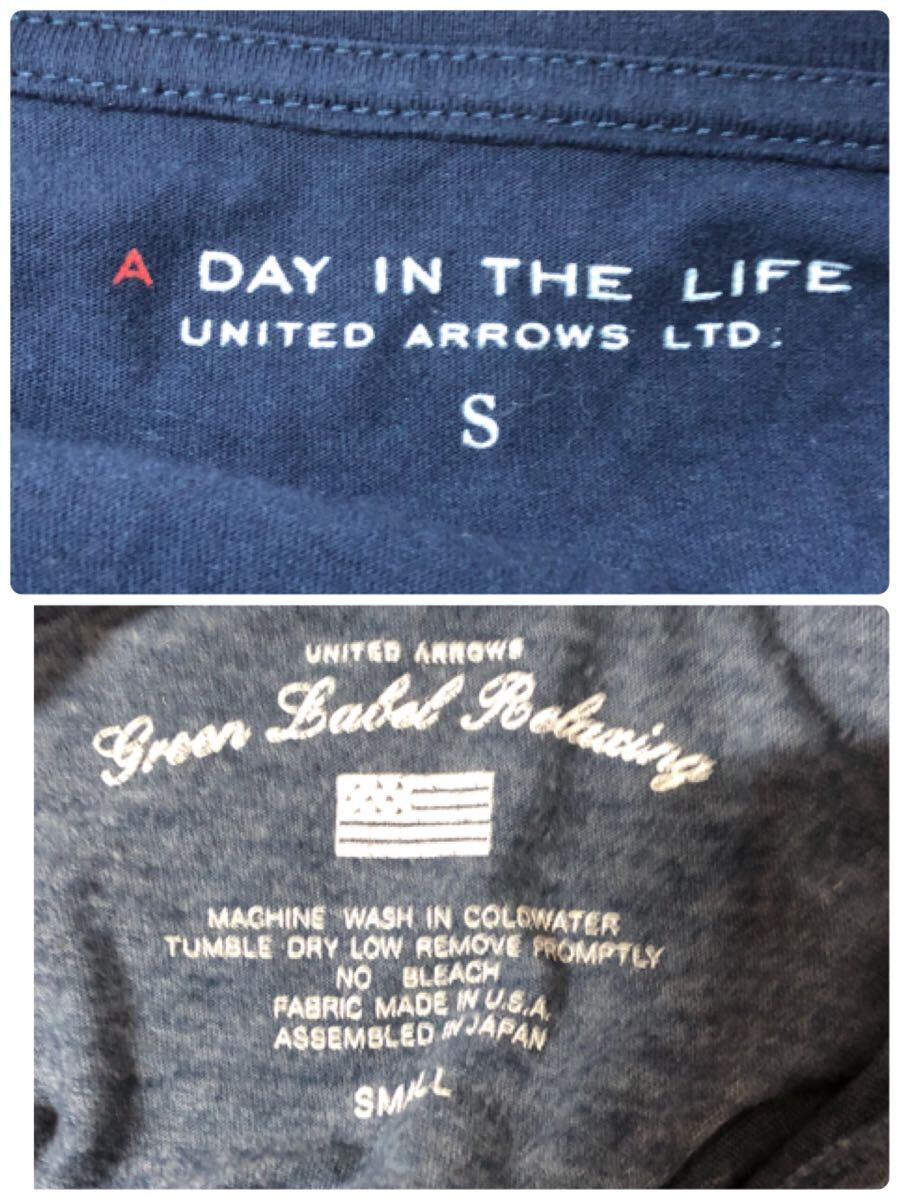 A DAY IN THE LIFE
UNITED ARROWS LTD.
S
UNITED ARROWS
Green Label Relaxing
MACHINE WASH IN COLDWATER
TUMBLE DRY LOW REMOVE PROMPTLY
NO BLEACH
FABRIC MADE IN U.S.A.
ASSEMBLED IN JAPAN
SMALL